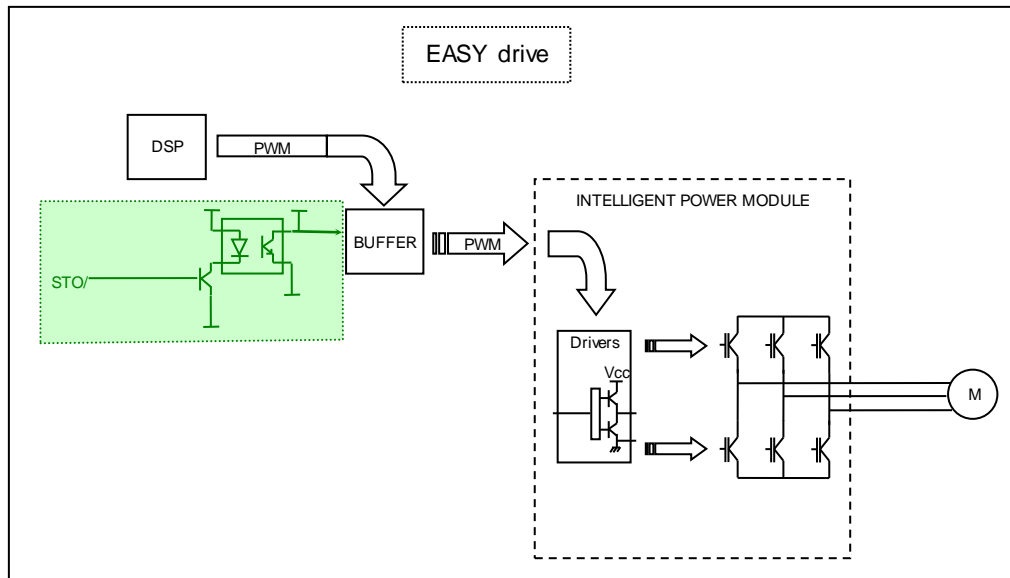 EASY drive
DSP
PWM
INTELLIGENT POWER MODULE
BUFFER
PWM
STO/
Drivers
Vcc
M